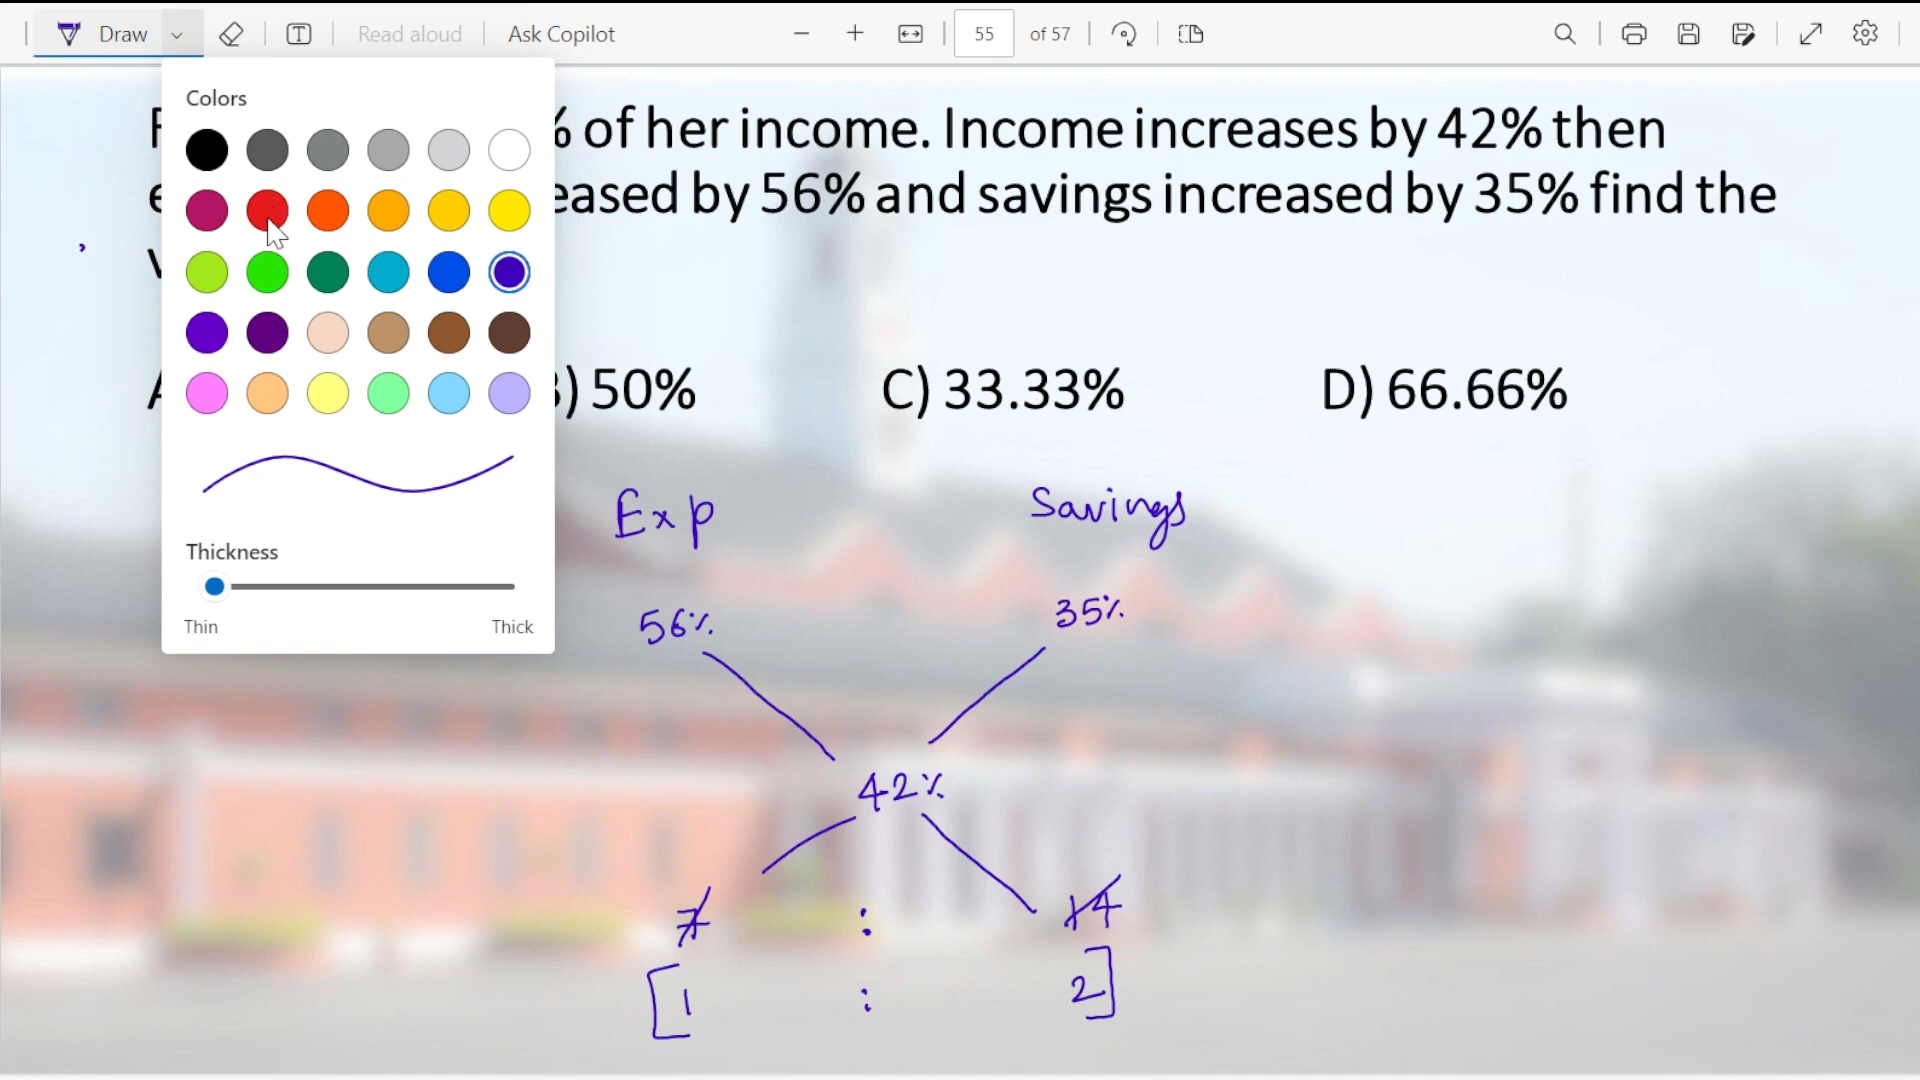 Draw Read aloud Ask Copilot 55 of 57
Colors
% of her income. Income increases by 42% then
eased by 56% and savings increased by 35% find the
) 50% C) 33.33% D) 66.66%
Exp Savings
Thickness
56% 35%
Thin Thick
42%
7 : 14
[1 : 2]